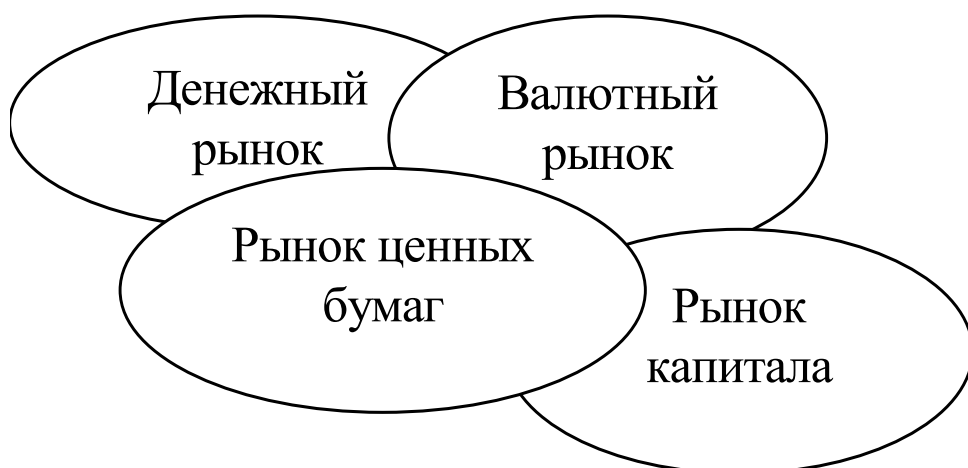 Денежный
рынок
Валютный
рынок
Рынок ценных
бумаг
Рынок
капитала